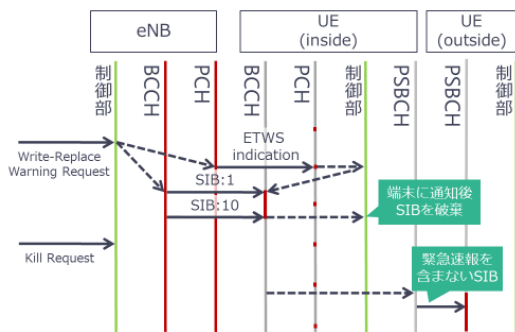 eNB
UE
(inside)
UE
(outside)
制御部
BCCH
PCH
BCCH
PCH
制御部
PSBCH
PSBCH
制御部
Write-Replace
Warning Request
ETWS
indication
SIB:1
SIB:10
端末に通知後
SIBを破棄
Kill Request
緊急速報を
含まないSIB